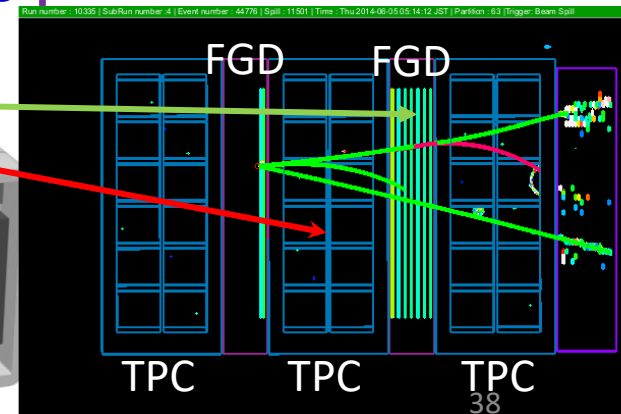 Run number : 10335 | SubRun number :4 | Event number : 44776 | Spill : 11501 | Time : Thu 2014-06-05 05:14:12 JST | Partition : 63 |Trigger: Beam Spill
FGD FGD
TPC TPC TPC
38